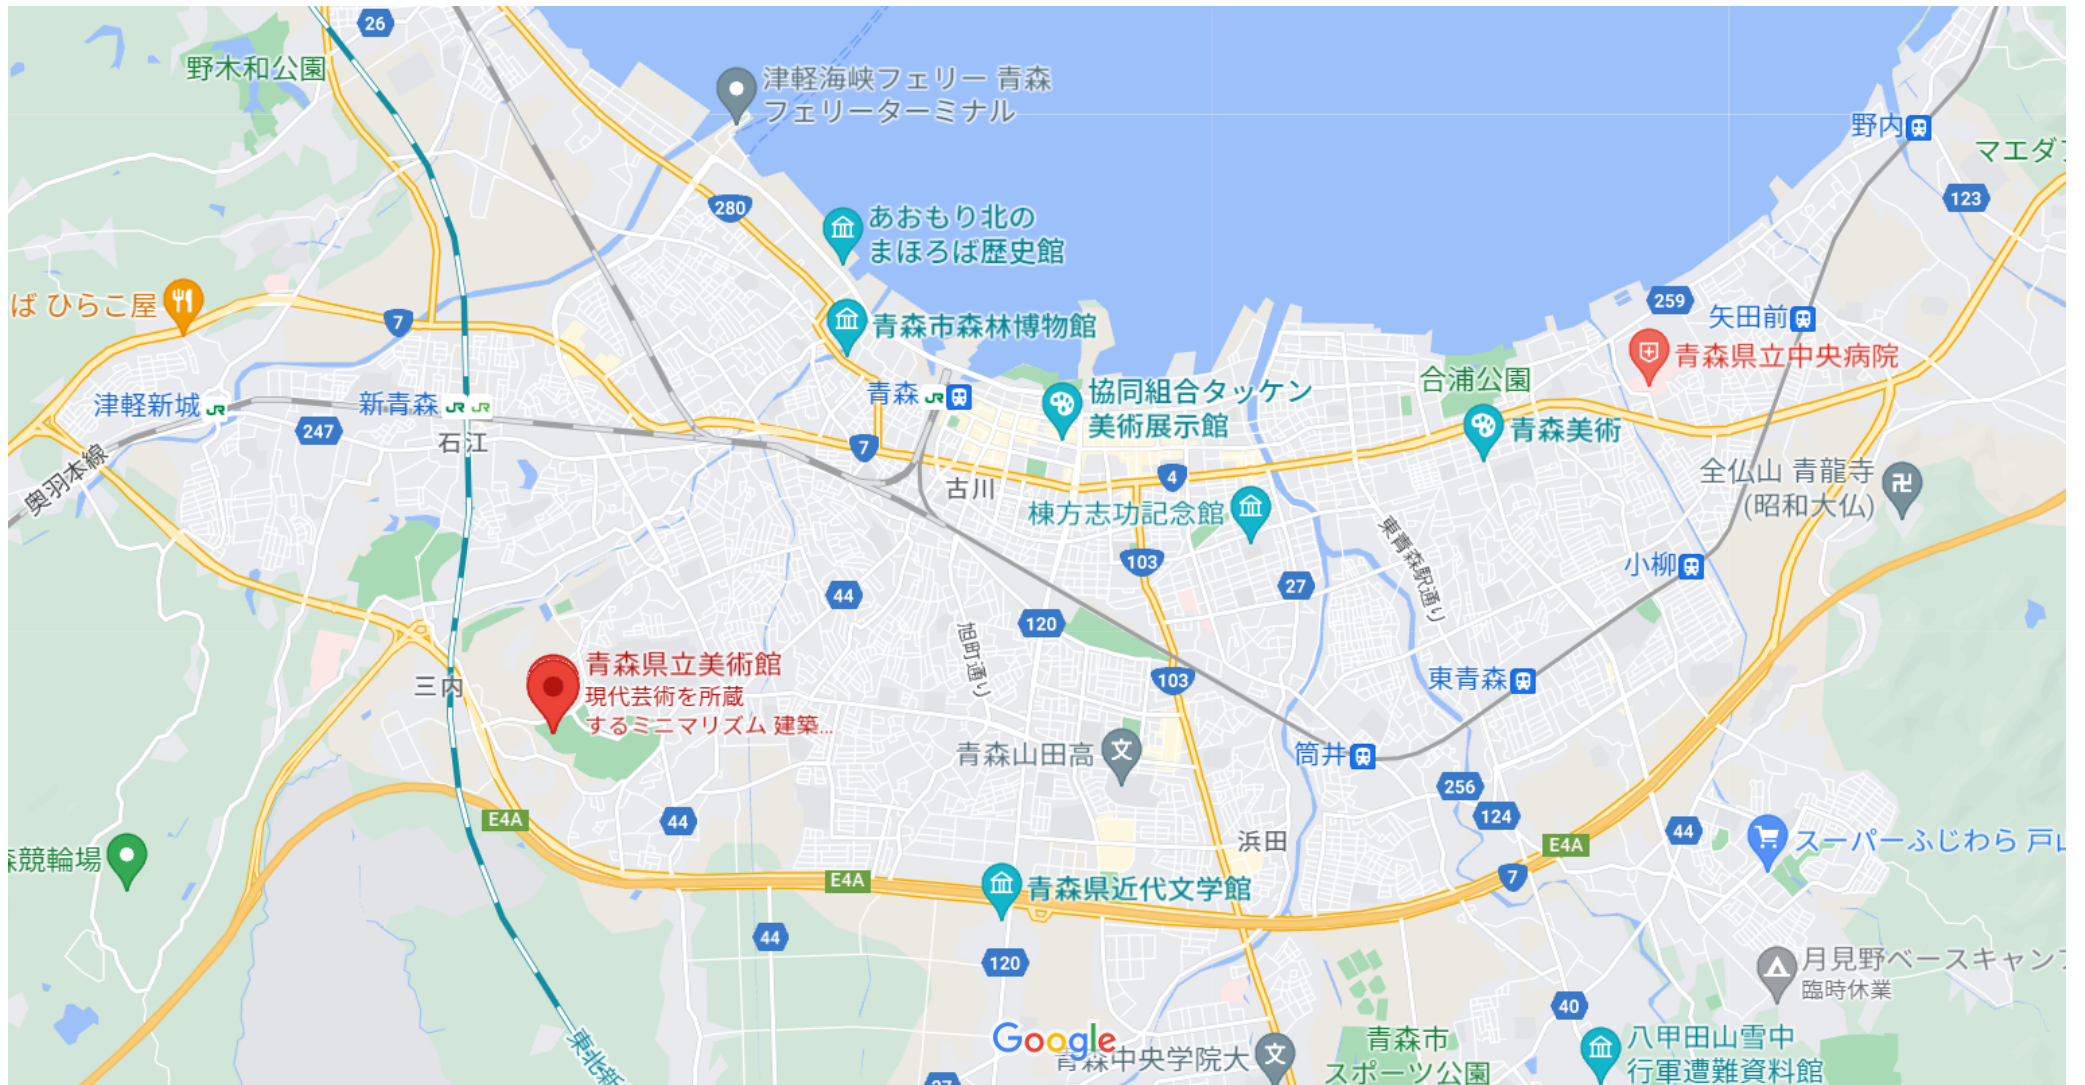 26
野木和公園
津軽海峡フェリー 青森
フェリーターミナル
野内
マエダ
123
280
あおもり北の
まほろば歴史館
ば ひらこ屋
7
青森市森林博物館
259
矢田前
青森県立中央病院
津軽新城
JR
247
新青森
JR JR
石江
青森
JR
協同組合タッケン
美術展示館
合浦公園
青森美術
奥羽本線
7
古川
4
全仏山 青龍寺
(昭和大仏)
棟方志功記念館
103
東青森駅通り
小柳
44
27
120
旭町通り
三内
青森県立美術館
現代芸術を所蔵
するミニマリズム 建築...
103
東青森
青森山田高
文
筒井
256
124
44
E4A
44
浜田
E4A
スーパーふじわら 戸山
森競輪場
E4A
青森県近代文学館
7
44
120
月見野ベースキャンプ
臨時休業
40
東北新
Google
青森中央学院大
文
青森市
スポーツ公園
八甲田山雪中
行軍遭難資料館
27